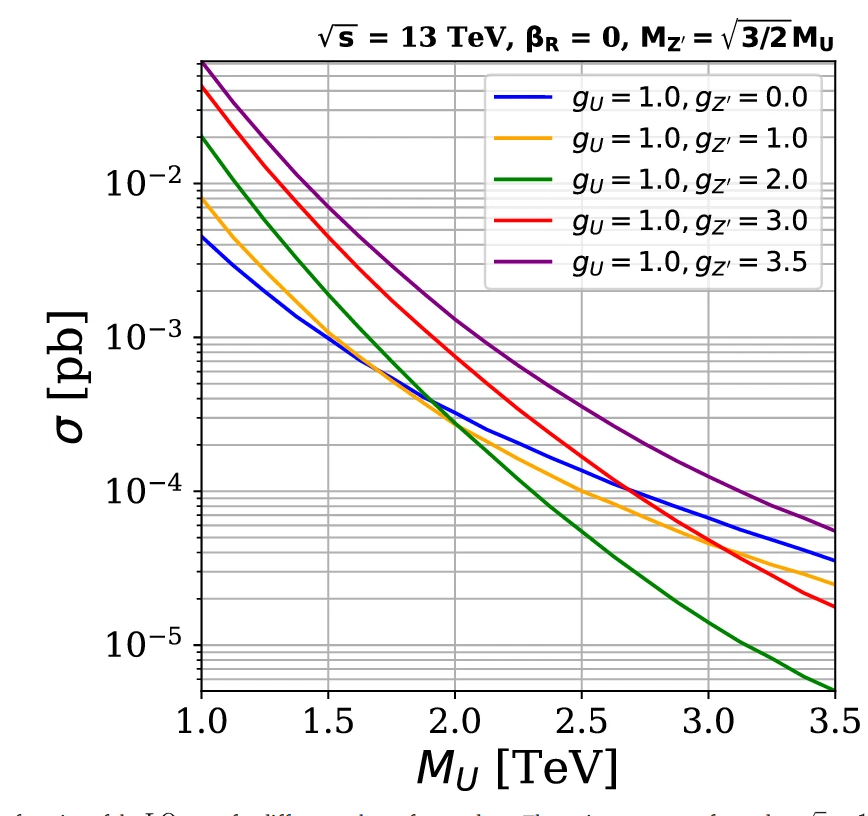 √s = 13 TeV, β_R = 0, M_Z′ = √3/2 M_U
g_U = 1.0, g_Z′ = 0.0
g_U = 1.0, g_Z′ = 1.0
g_U = 1.0, g_Z′ = 2.0
g_U = 1.0, g_Z′ = 3.0
g_U = 1.0, g_Z′ = 3.5
10⁻²
10⁻³
10⁻⁴
10⁻⁵
σ [pb]
1.0 1.5 2.0 2.5 3.0 3.5
M_U [TeV]